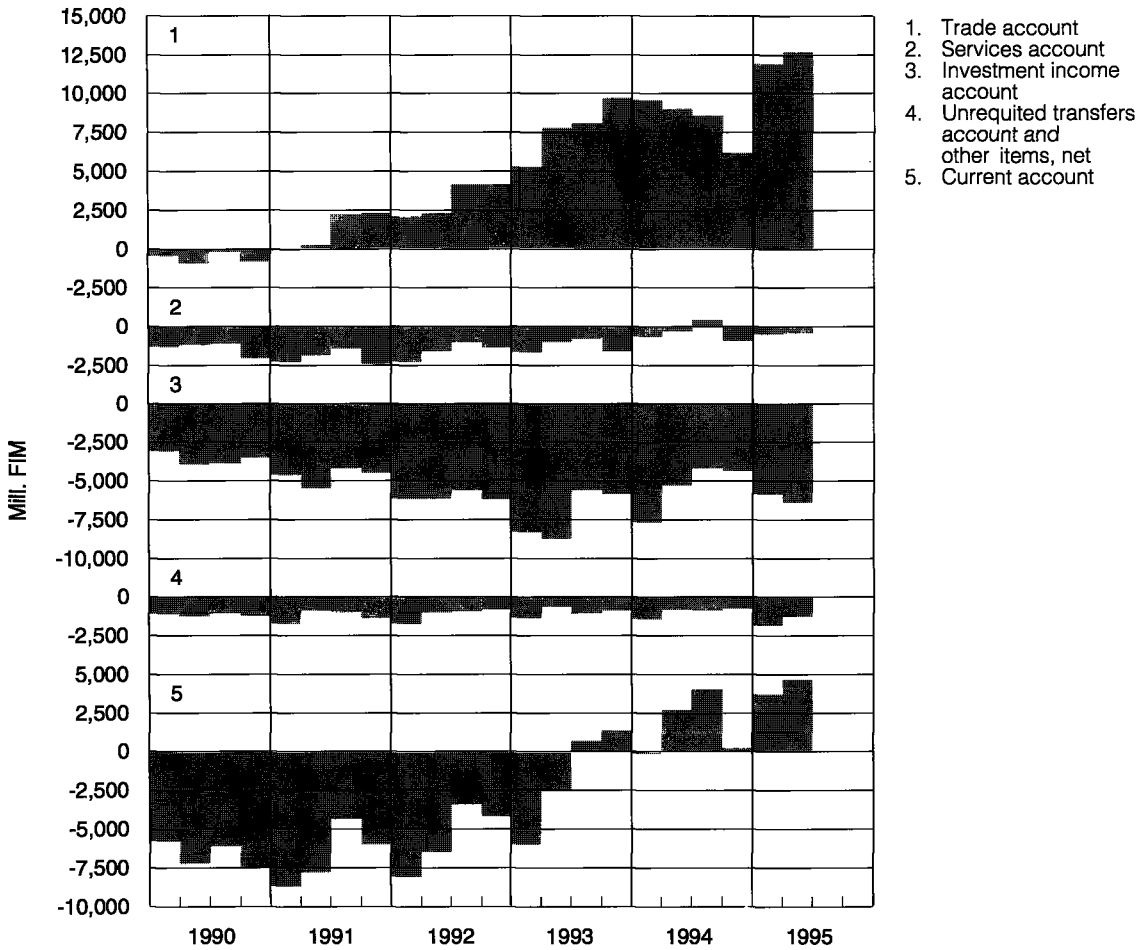 15,000
12,500
10,000
7,500
5,000
2,500
0
-2,500
0
-2,500
0
-2,500
-5,000
-7,500
-10,000
0
-2,500
5,000
2,500
0
-2,500
-5,000
-7,500
-10,000
Mill. FIM
1
2
3
4
5
1990 1991 1992 1993 1994 1995
1. Trade account
2. Services account
3. Investment income
account
4. Unrequited transfers
account and
other items, net
5. Current account